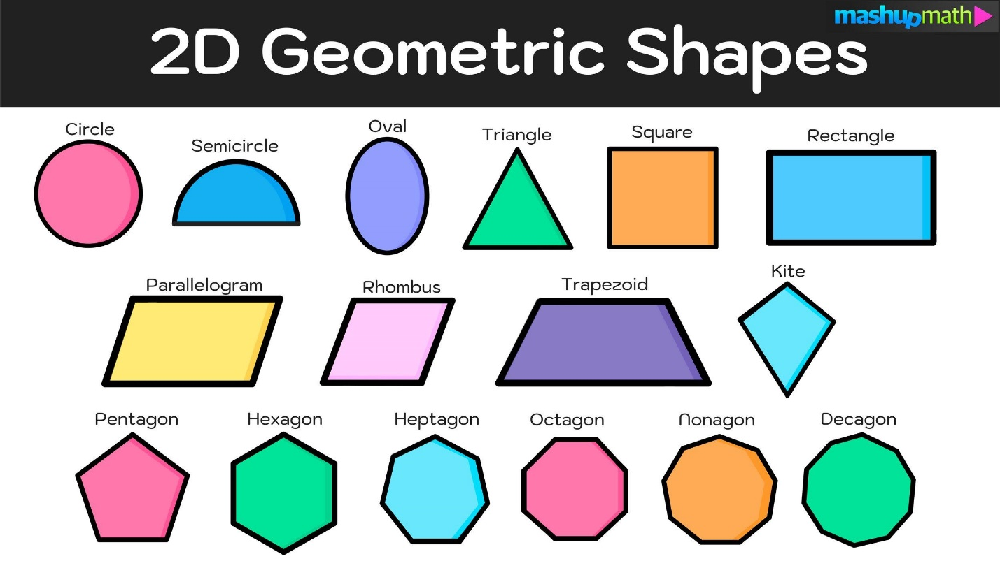 mashupmath
2D Geometric Shapes
Circle
Semicircle
Oval
Triangle
Square
Rectangle
Parallelogram
Rhombus
Trapezoid
Kite
Pentagon
Hexagon
Heptagon
Octagon
Nonagon
Decagon